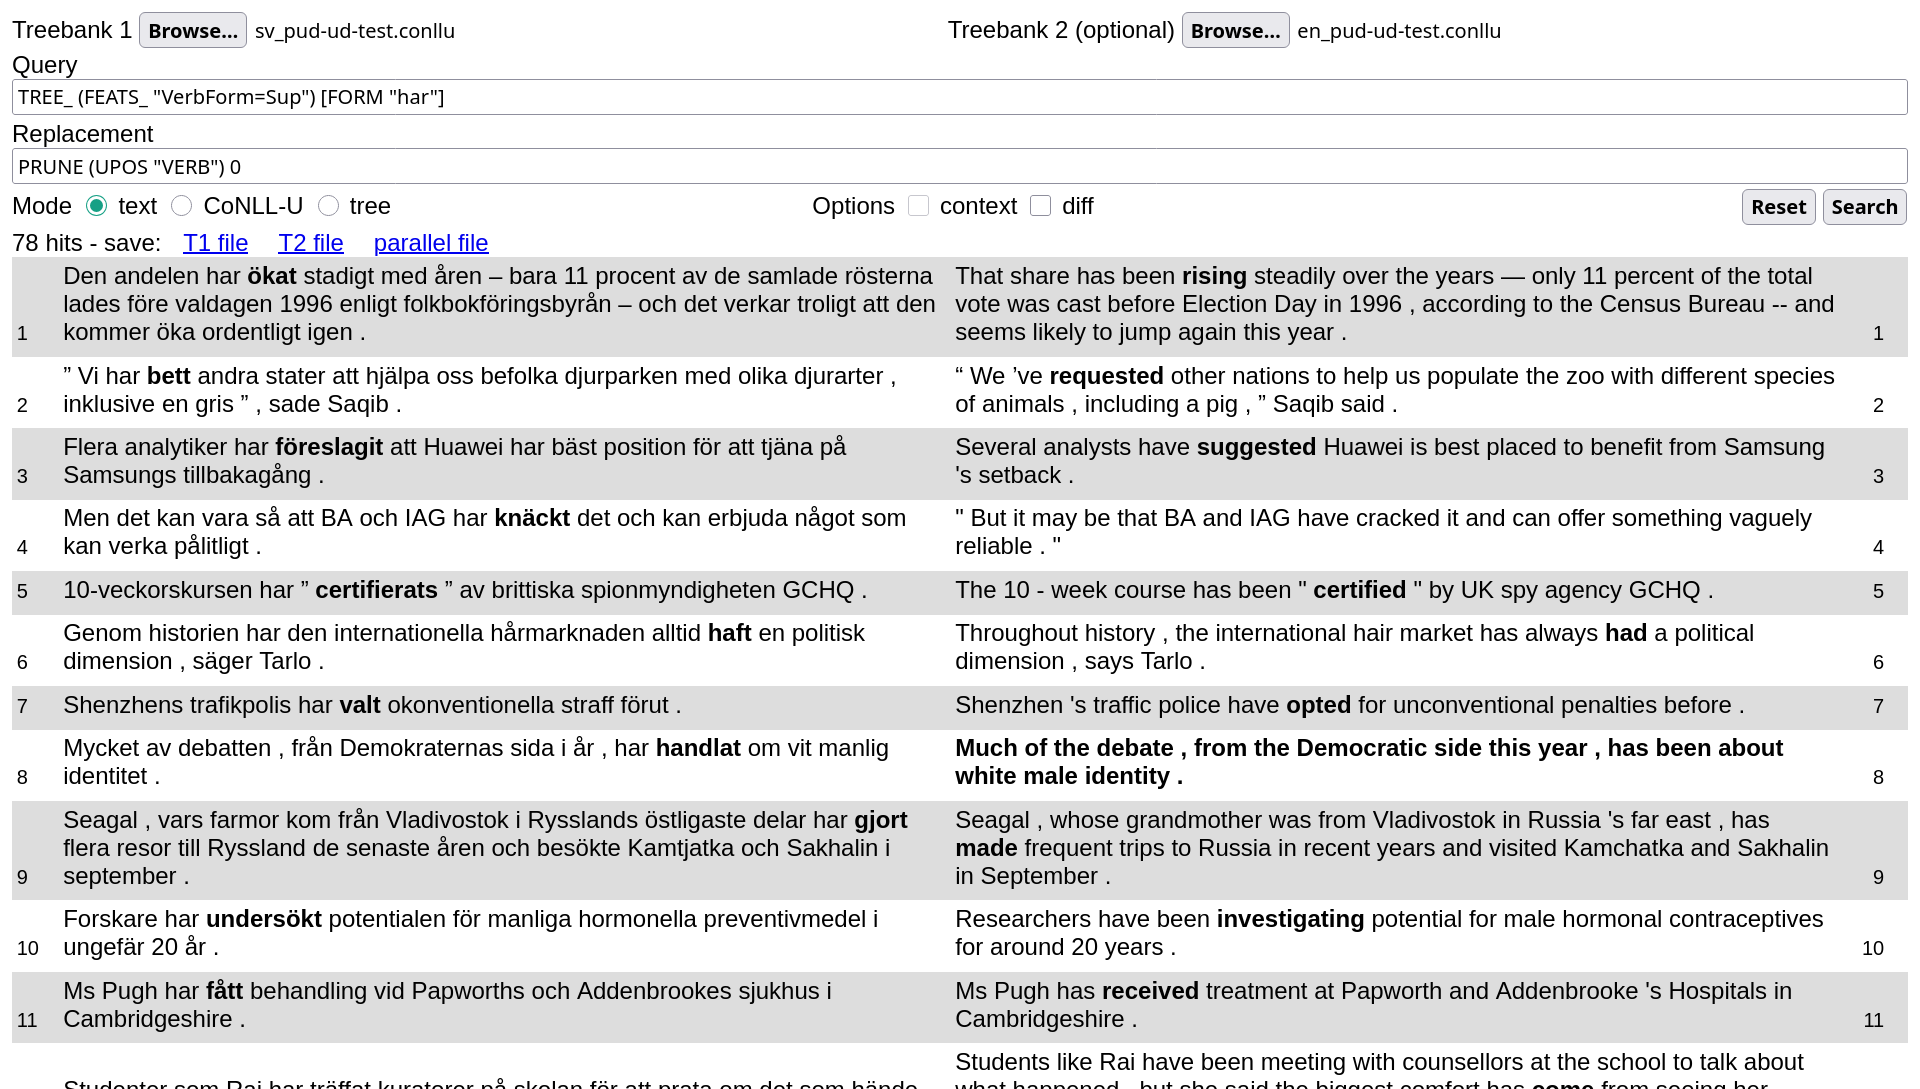 Treebank 1 Browse... sv_pud-ud-test.conllu Treebank 2 (optional) Browse... en_pud-ud-test.conllu
Query
TREE_ (FEATS_ "VerbForm=Sup") [FORM "har"]
Replacement
PRUNE (UPOS "VERB") 0
Mode text CoNLL-U tree Options context diff Reset Search
78 hits - save: T1 file T2 file parallel file
Den andelen har ökat stadigt med åren – bara 11 procent av de samlade rösterna
lades före valdagen 1996 enligt folkbokföringsbyrån – och det verkar troligt att den
1 kommer öka ordentligt igen .
That share has been rising steadily over the years — only 11 percent of the total
vote was cast before Election Day in 1996 , according to the Census Bureau -- and
seems likely to jump again this year . 1
” Vi har bett andra stater att hjälpa oss befolka djurparken med olika djurarter ,
2 inklusive en gris ” , sade Saqib .
“ We ’ve requested other nations to help us populate the zoo with different species
of animals , including a pig , ” Saqib said . 2
Flera analytiker har föreslagit att Huawei har bäst position för att tjäna på
3 Samsungs tillbakagång .
Several analysts have suggested Huawei is best placed to benefit from Samsung
's setback . 3
Men det kan vara så att BA och IAG har knäckt det och kan erbjuda något som
4 kan verka pålitligt .
" But it may be that BA and IAG have cracked it and can offer something vaguely
reliable . " 4
5 10-veckorskursen har ” certifierats ” av brittiska spionmyndigheten GCHQ .
The 10 - week course has been " certified " by UK spy agency GCHQ . 5
Genom historien har den internationella hårmarknaden alltid haft en politisk
6 dimension , säger Tarlo .
Throughout history , the international hair market has always had a political
dimension , says Tarlo . 6
7 Shenzhens trafikpolis har valt okonventionella straff förut .
Shenzhen 's traffic police have opted for unconventional penalties before . 7
Mycket av debatten , från Demokraternas sida i år , har handlat om vit manlig
8 identitet .
Much of the debate , from the Democratic side this year , has been about
white male identity . 8
Seagal , vars farmor kom från Vladivostok i Rysslands östligaste delar har gjort
flera resor till Ryssland de senaste åren och besökte Kamtjatka och Sakhalin i
9 september .
Seagal , whose grandmother was from Vladivostok in Russia 's far east , has
made frequent trips to Russia in recent years and visited Kamchatka and Sakhalin
in September . 9
Forskare har undersökt potentialen för manliga hormonella preventivmedel i
10 ungefär 20 år .
Researchers have been investigating potential for male hormonal contraceptives
for around 20 years . 10
Ms Pugh har fått behandling vid Papworths och Addenbrookes sjukhus i
11 Cambridgeshire .
Ms Pugh has received treatment at Papworth and Addenbrooke 's Hospitals in
Cambridgeshire . 11
Studenter som Rai har träffat kuratorer på skolan för att prata om det som hände
Students like Rai have been meeting with counsellors at the school to talk about
what happened , but she said the biggest comfort has come from seeing her